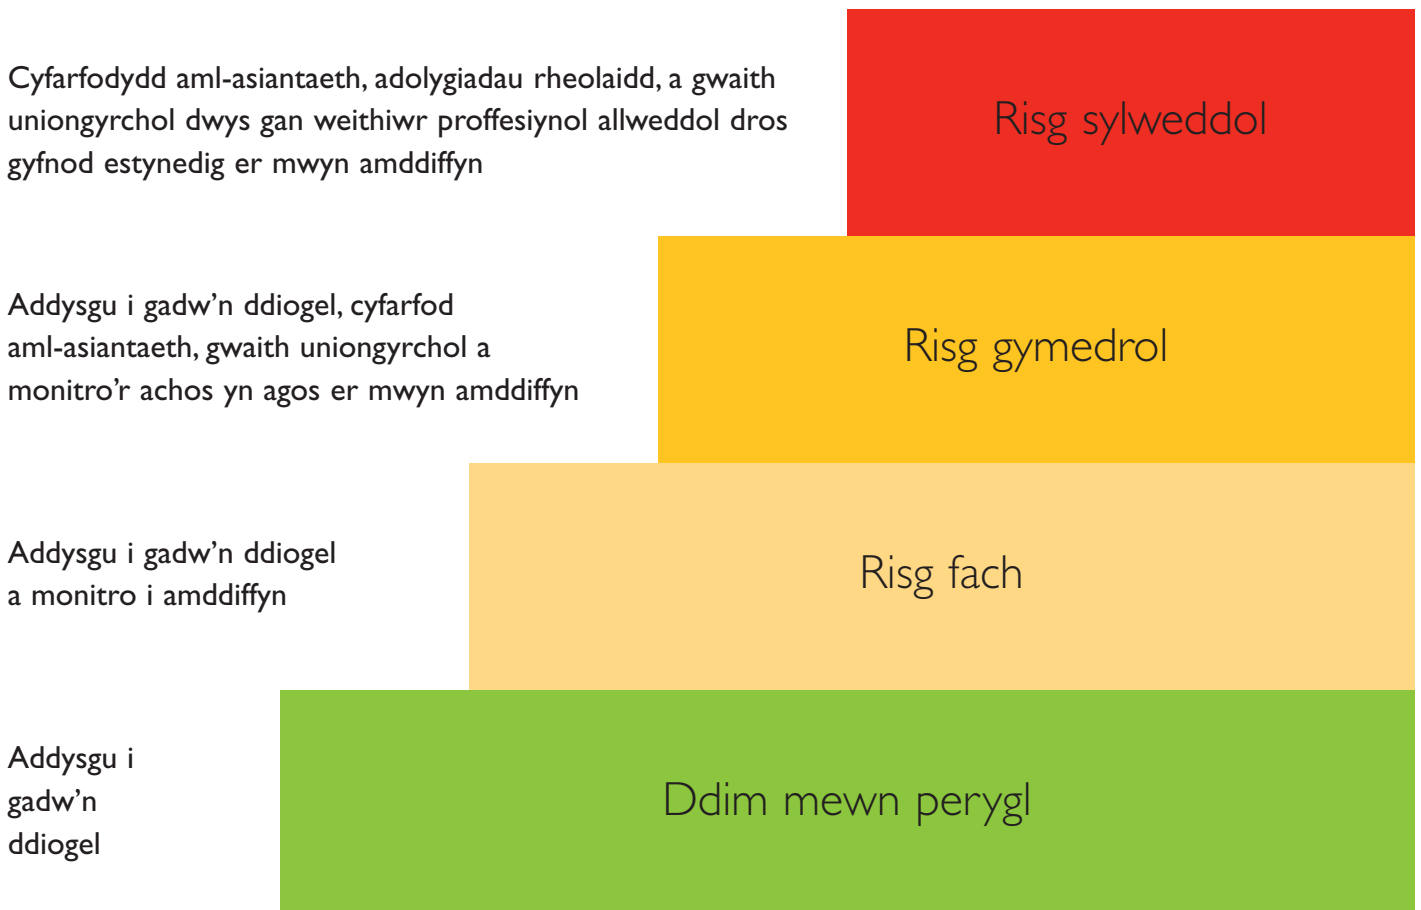 Cyfarfodydd aml-asiantaeth, adolygiadau rheolaidd, a gwaith
uniongyrchol dwys gan weithiwr proffesiynol allweddol dros
gyfnod estynedig er mwyn amddiffyn
Risg sylweddol
Addysgu i gadw’n ddiogel, cyfarfod
aml-asiantaeth, gwaith uniongyrchol a
monitro’r achos yn agos er mwyn amddiffyn
Risg gymedrol
Addysgu i gadw’n ddiogel
a monitro i amddiffyn
Risg fach
Addysgu i
gadw’n
ddiogel
Ddim mewn perygl